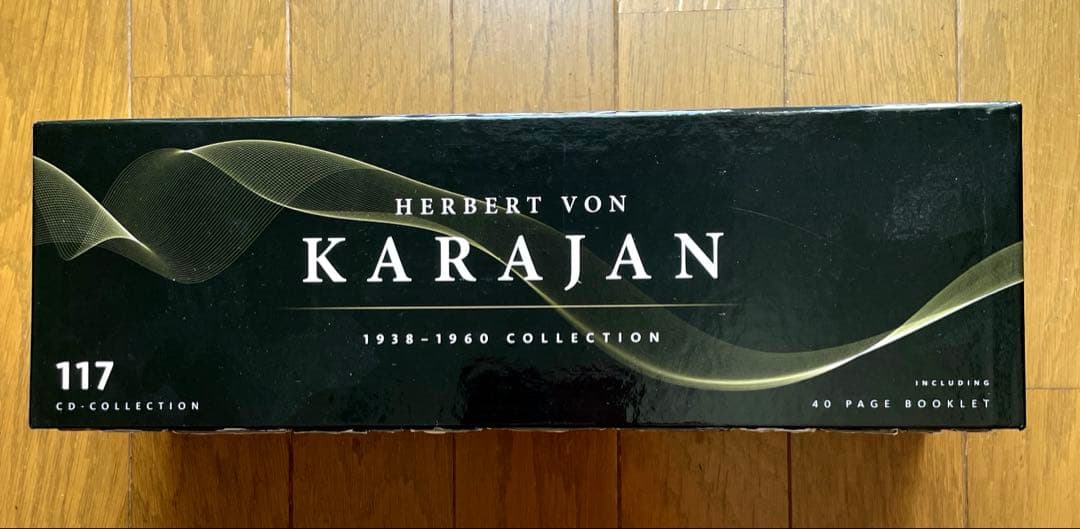 HERBERT VON
KARAJAN
1938–1960 COLLECTION
117
CD-COLLECTION
INCLUDING
40 PAGE BOOKLET